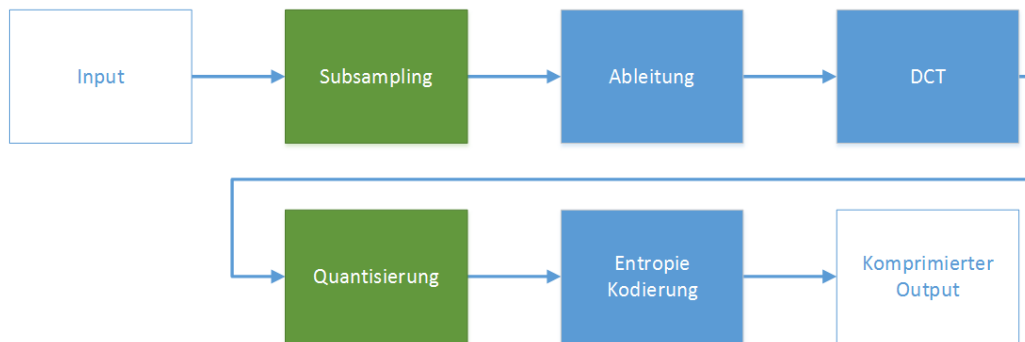 Input
Subsampling
Ableitung
DCT
Quantisierung
Entropie
Kodierung
Komprimierter
Output